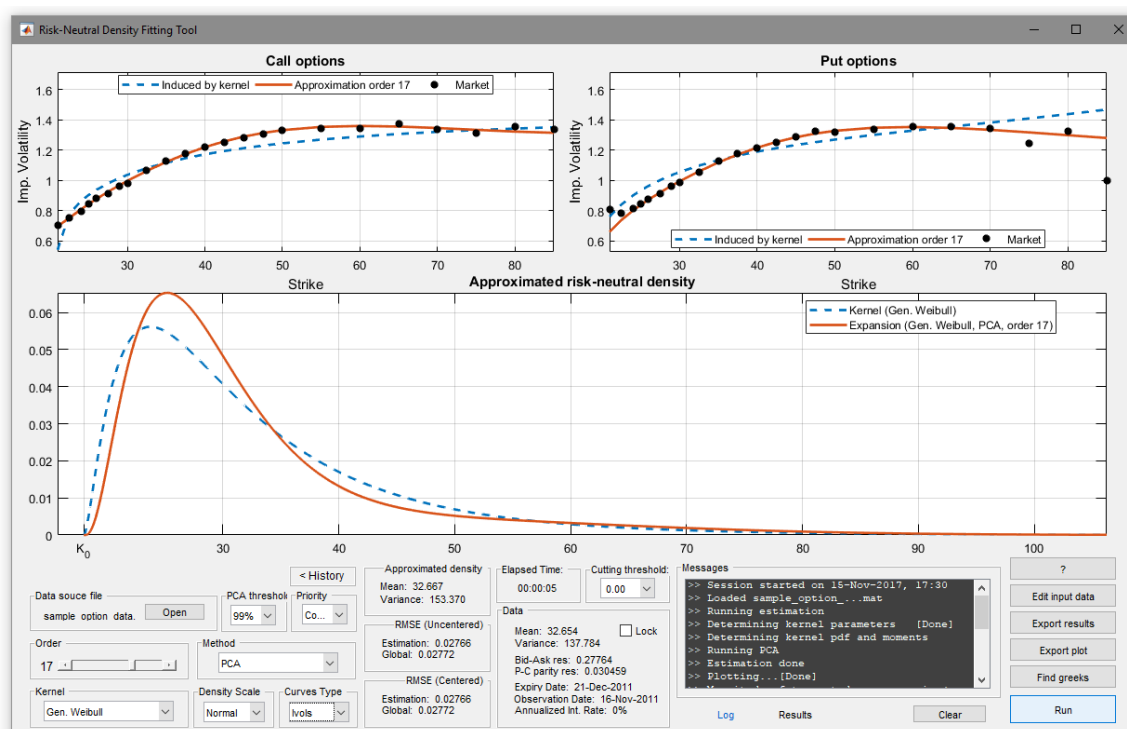 Risk-Neutral Density Fitting Tool
Call options
Induced by kernel
Approximation order 17
Market
Imp. Volatility
1.6
1.4
1.2
1
0.8
0.6
30
40
50
60
70
80
Strike
Put options
Induced by kernel
Approximation order 17
Market
Imp. Volatility
1.6
1.4
1.2
1
0.8
0.6
30
40
50
60
70
80
Strike
Approximated risk-neutral density
Kernel (Gen. Weibull)
Expansion (Gen. Weibull, PCA, order 17)
0.06
0.05
0.04
0.03
0.02
0.01
0
K0
30
40
50
60
70
80
90
100
< History
Data souce file
sample option data.
Open
PCA threshok
99%
Priority
Co...
Order
17
Method
PCA
Kernel
Gen. Weibull
Density Scale
Normal
Curves Type
Ivols
Approximated density
Mean: 32.667
Variance: 153.370
RMSE (Uncentered)
Estimation: 0.02766
Global: 0.02772
RMSE (Centered)
Estimation: 0.02766
Global: 0.02772
Elapsed Time:
00:00:05
Cutting threshold:
0.00
Data
Mean: 32.654
Variance: 137.784
Lock
Bid-Ask res: 0.27764
P-C parity res: 0.030459
Expiry Date: 21-Dec-2011
Observation Date: 16-Nov-2011
Annualized Int. Rate: 0%
Messages
>> Session started on 15-Nov-2017, 17:30
>> Loaded sample_option_...mat
>> Running estimation
>> Determining kernel parameters [Done]
>> Determining kernel pdf and moments
>> Running PCA
>> Estimation done
>> Plotting...[Done]
Log
Results
Clear
?
Edit input data
Export results
Export plot
Find greeks
Run